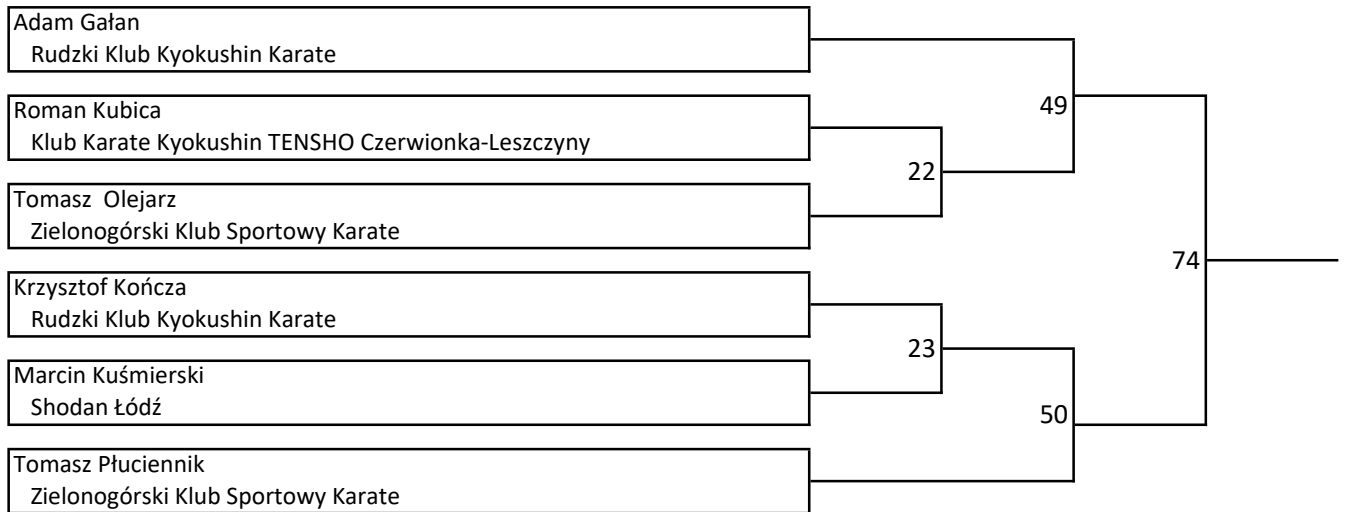 Adam Gałan
Rudzki Klub Kyokushin Karate
Roman Kubica
Klub Karate Kyokushin TENSHO Czerwionka-Leszczyny
Tomasz  Olejarz
Zielonogórski Klub Sportowy Karate
Krzysztof Kończa
Rudzki Klub Kyokushin Karate
Marcin Kuśmierski
Shodan Łódź
Tomasz Płuciennik
Zielonogórski Klub Sportowy Karate
22
23
49
50
74